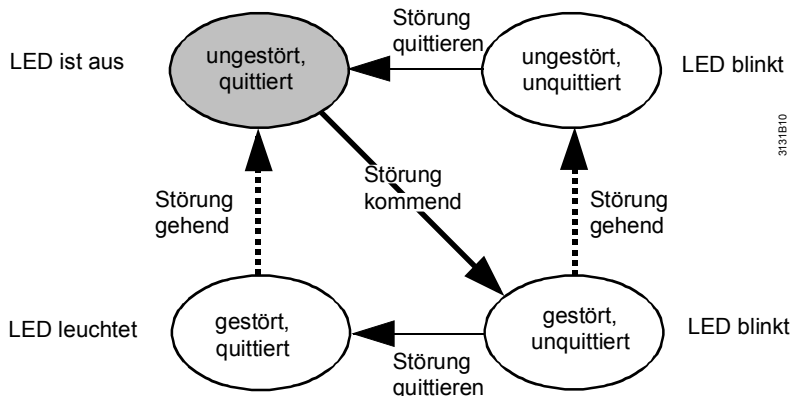 Störung
quittieren
LED ist aus
ungestört,
quittiert
ungestört,
unquittiert
LED blinkt
3131B10
Störung
kommend
Störung
gehend
Störung
gehend
LED leuchtet
gestört,
quittiert
gestört,
unquittiert
LED blinkt
Störung
quittieren